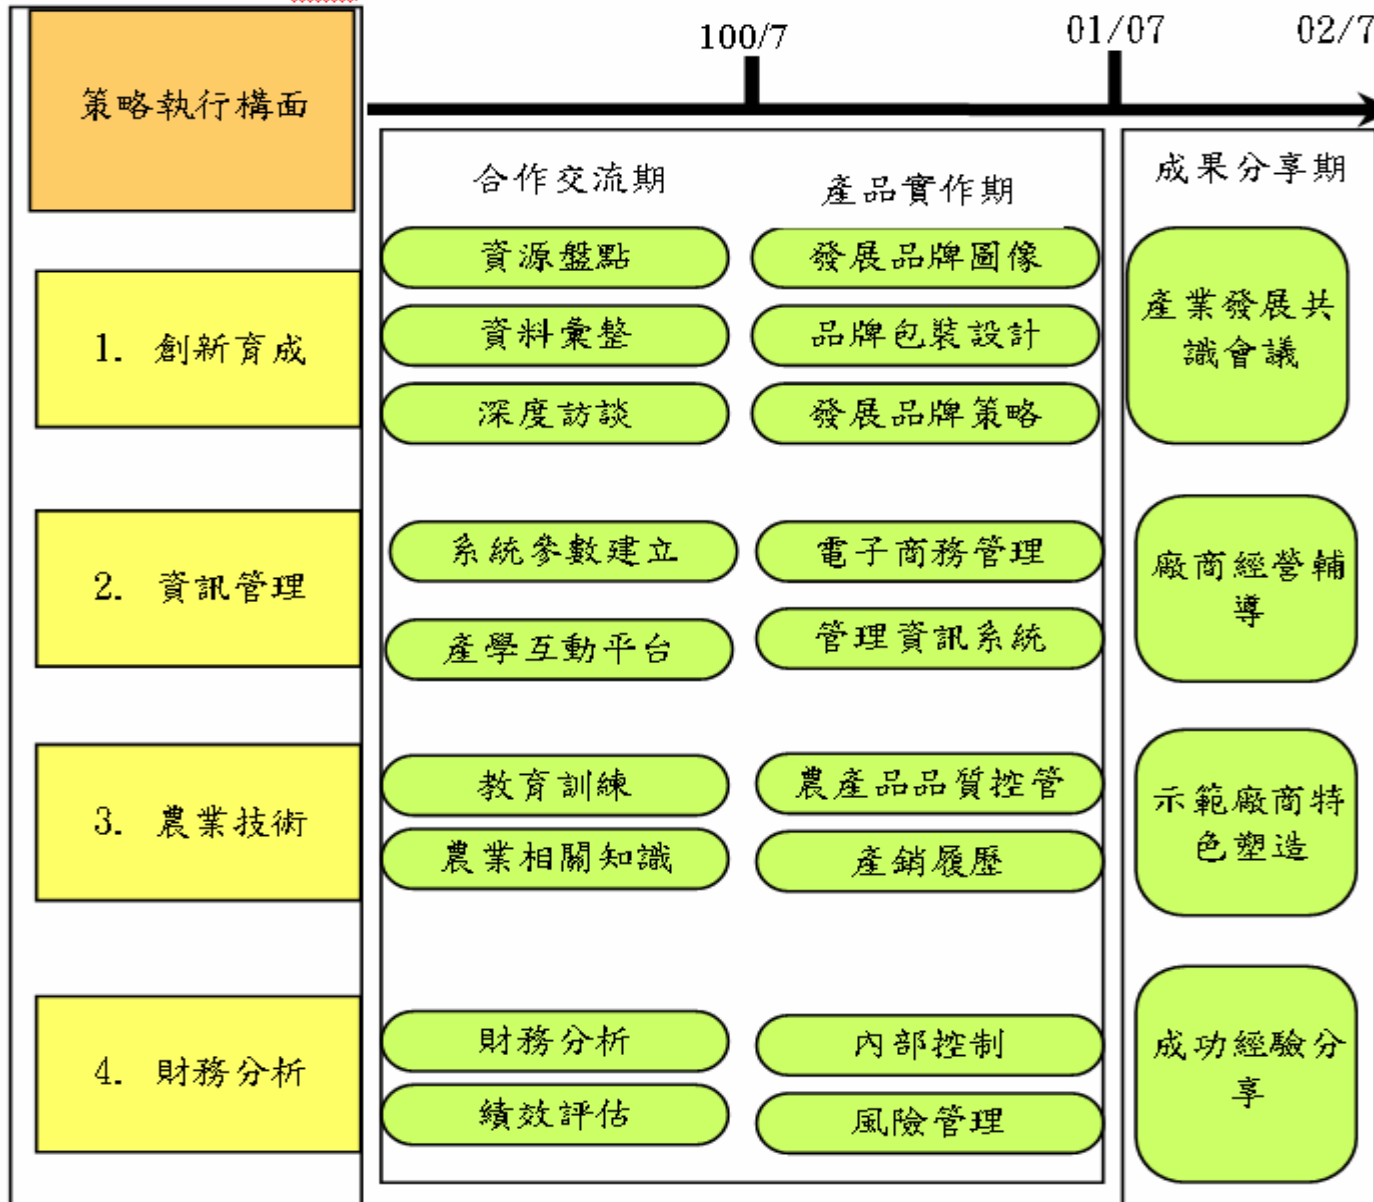 策略執行構面
100/7
01/07
02/7
合作交流期
產品實作期
成果分享期
1. 創新育成
資源盤點
資料彙整
深度訪談
發展品牌圖像
品牌包裝設計
發展品牌策略
產業發展共
識會議
2. 資訊管理
系統參數建立
產學互動平台
電子商務管理
管理資訊系統
廠商經營輔
導
3. 農業技術
教育訓練
農業相關知識
農產品品質控管
產銷履歷
示範廠商特
色塑造
4. 財務分析
財務分析
績效評估
內部控制
風險管理
成功經驗分
享